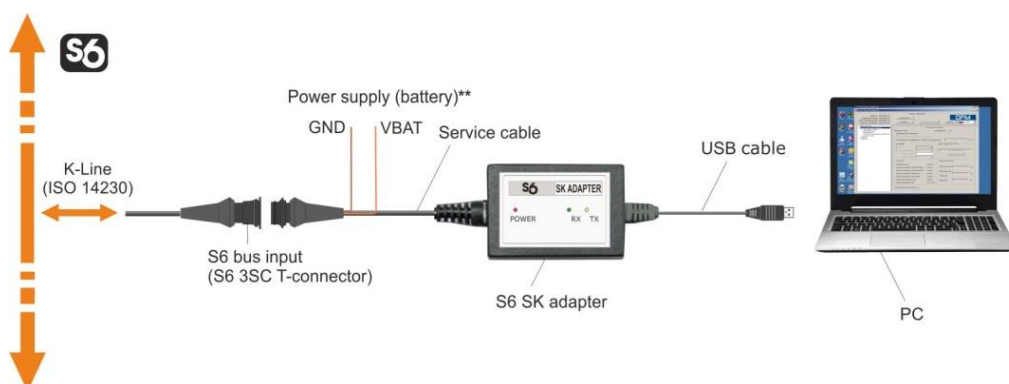 S6
Power supply (battery)**
GND
VBAT
Service cable
USB cable
K-Line
(ISO 14230)
S6
SK ADAPTER
POWER
RX
TX
S6 bus input
(S6 3SC T-connector)
S6 SK adapter
PC